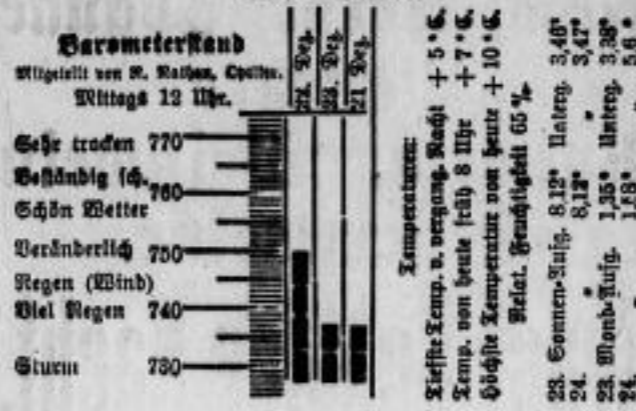 Barometerstand
Mitgeteilt von R. Nathan, Optiker.
Mittags 12 Uhr.
22. Dez.
23. Dez.
21 Dez.
Sehr trocken 770
Beständig sch. 760
Schön Wetter
Veränderlich 750
Regen (Wind)
Viel Regen 740
Sturm 730
Temperaturen:
Tiefste Temp. v. vergang. Nacht + 5 °C.
Temp. von heute früh 8 Uhr + 7 °C.
Höchste Temperatur von heute + 10 °C.
Relat. Feuchtigkeit 65 %
23. Sonnen-Aufg. 8,12* Unterg. 3,46*
24. " 8,12* " 3,47*
23. Mond-Aufg. 1,35* Unterg. 3,38*
24. 1,58* "